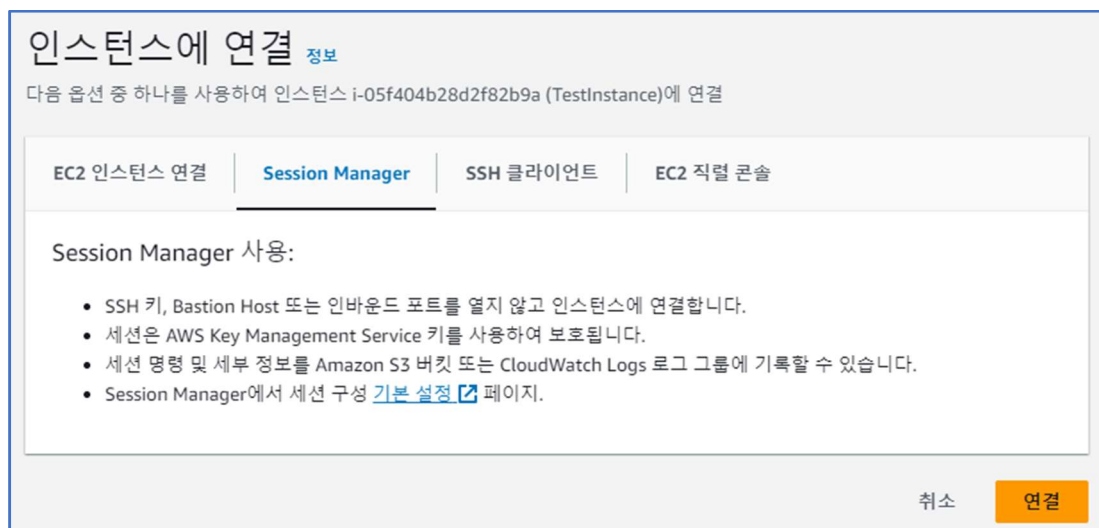 인스턴스에 연결 정보
다음 옵션 중 하나를 사용하여 인스턴스 i-05f404b28d2f82b9a (TestInstance)에 연결
EC2 인스턴스 연결 Session Manager SSH 클라이언트 EC2 직렬 콘솔
Session Manager 사용:
• SSH 키, Bastion Host 또는 인바운드 포트를 열지 않고 인스턴스에 연결합니다.
• 세션은 AWS Key Management Service 키를 사용하여 보호됩니다.
• 세션 명령 및 세부 정보를 Amazon S3 버킷 또는 CloudWatch Logs 로그 그룹에 기록할 수 있습니다.
• Session Manager에서 세션 구성 기본 설정 페이지.
취소 연결